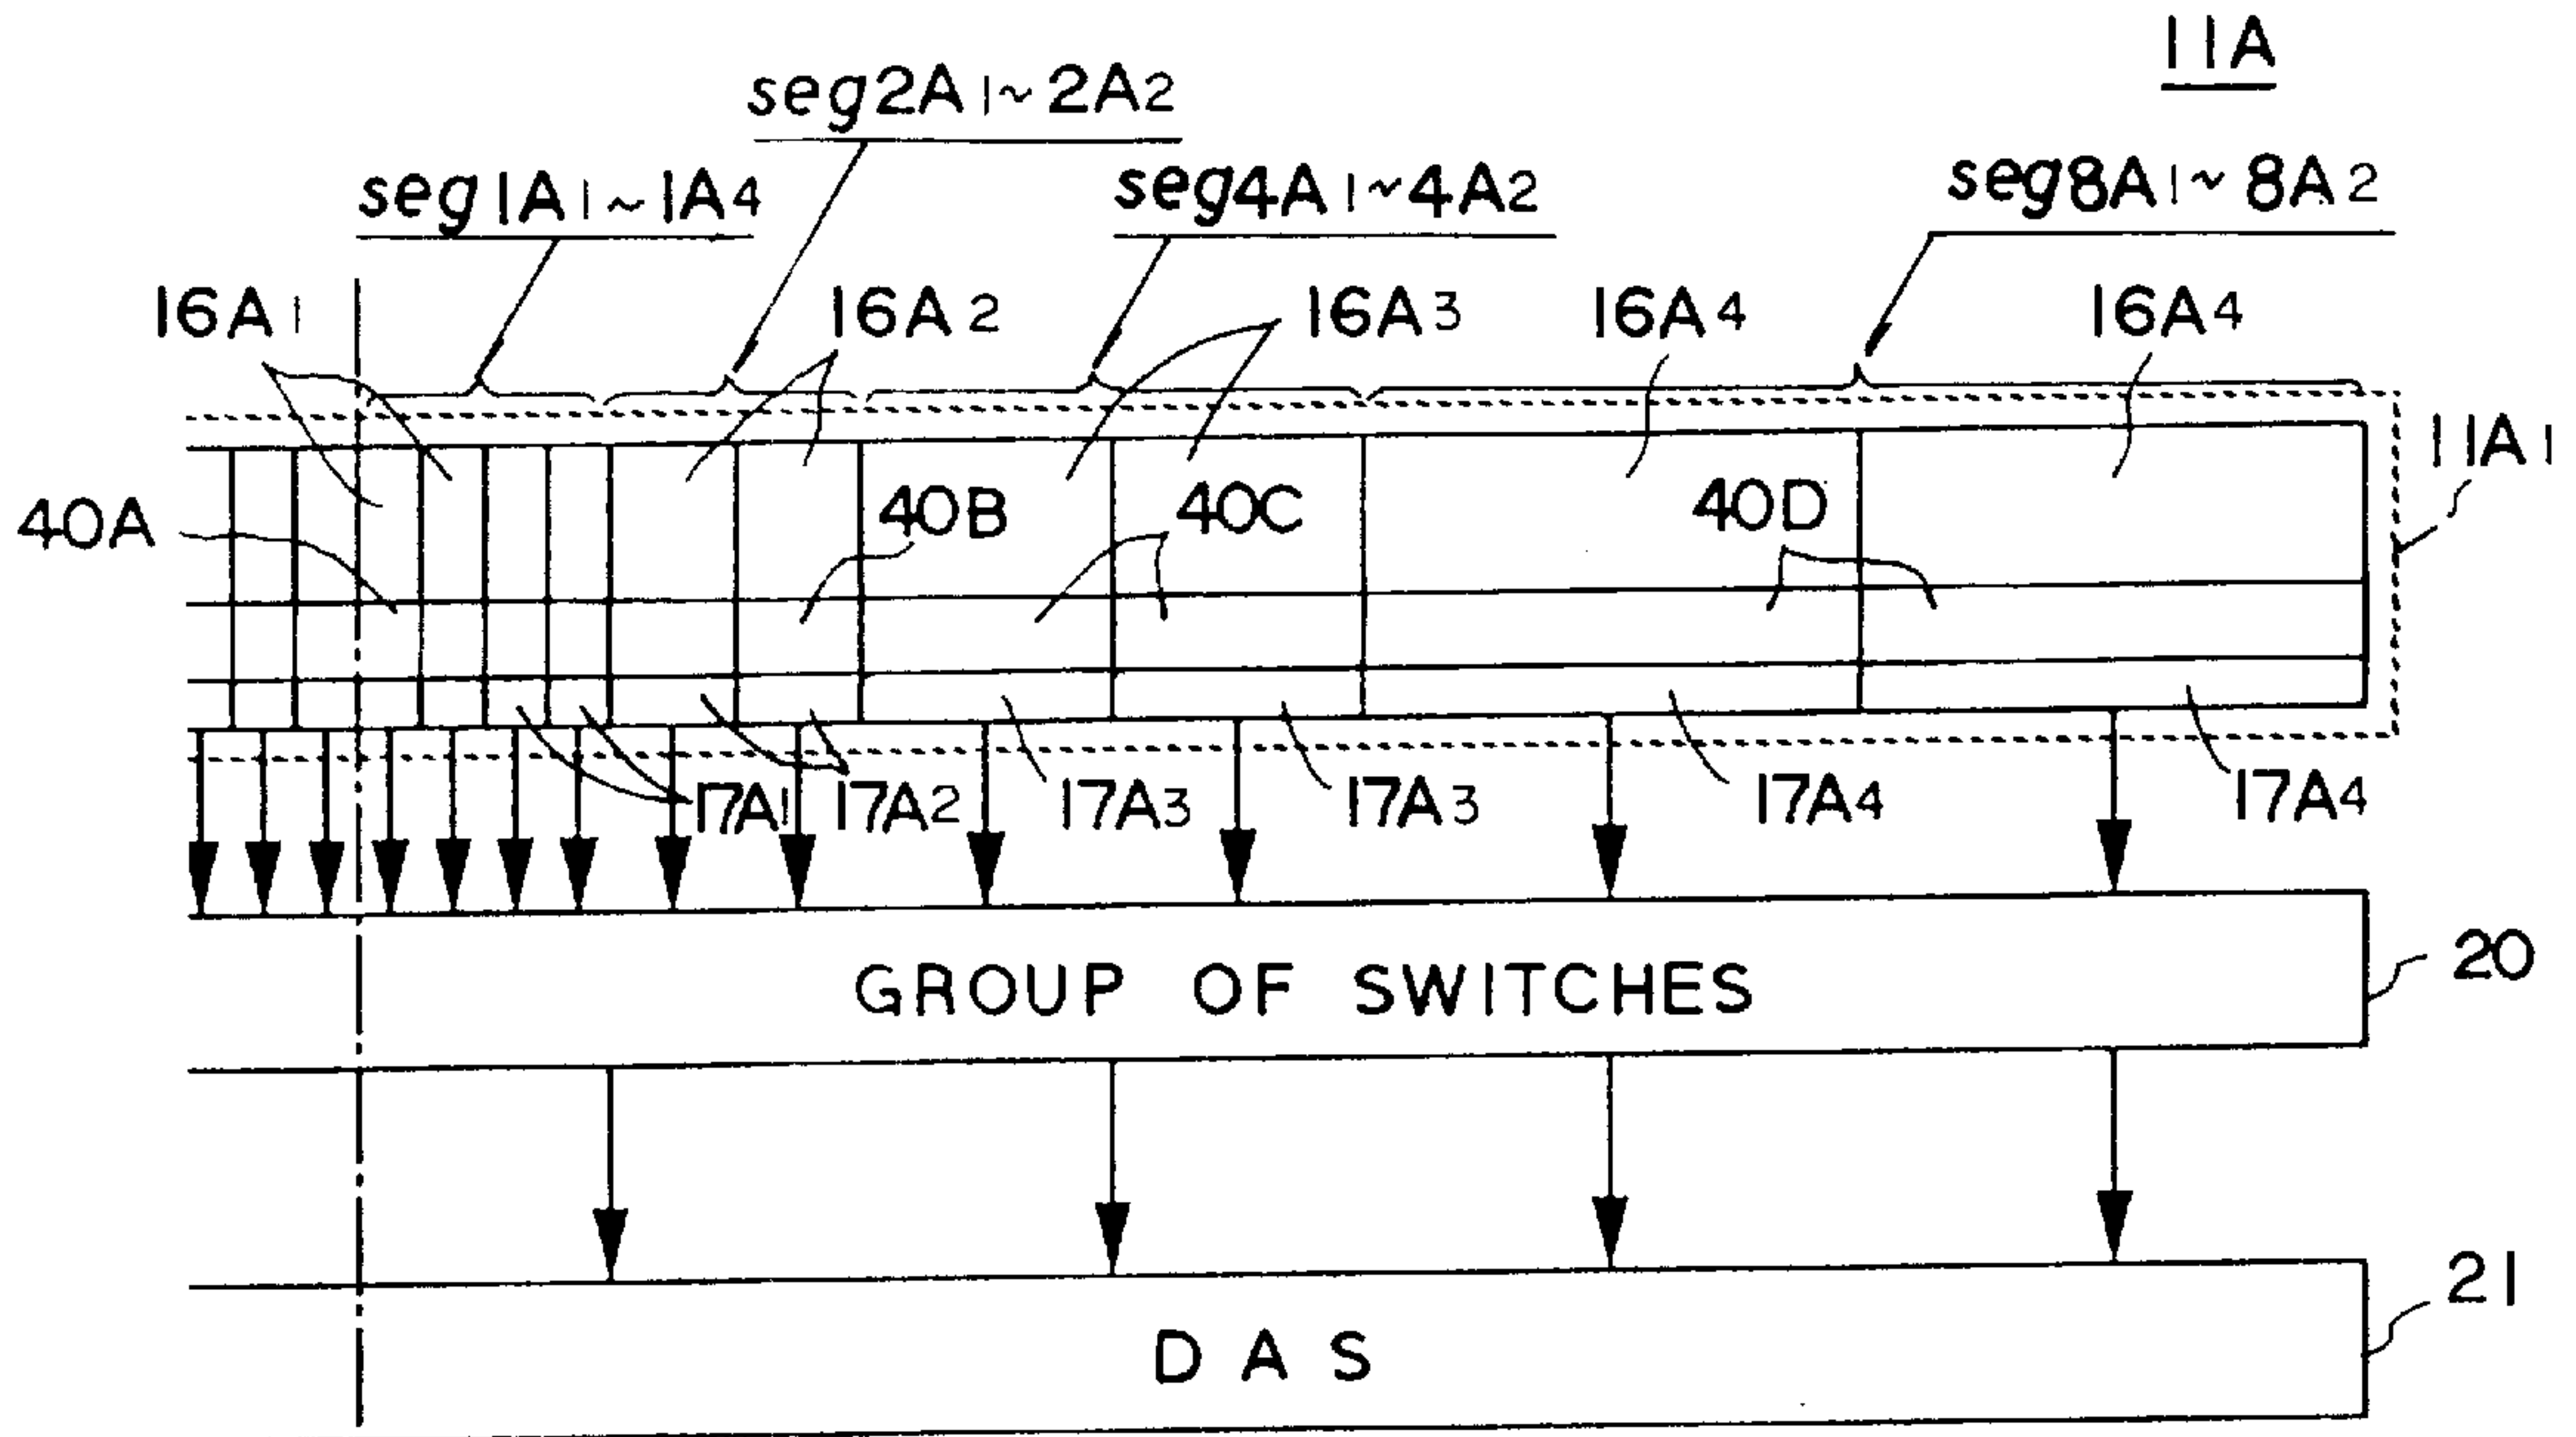 11A
seg2A1~2A2
seg1A1~1A4
seg4A1~4A2
seg8A1~8A2
16A1
16A2
16A3
16A4
16A4
11A1
40A
40B
40C
40D
17A1
17A2
17A3
17A3
17A4
17A4
GROUP OF SWITCHES
20
21
DAS